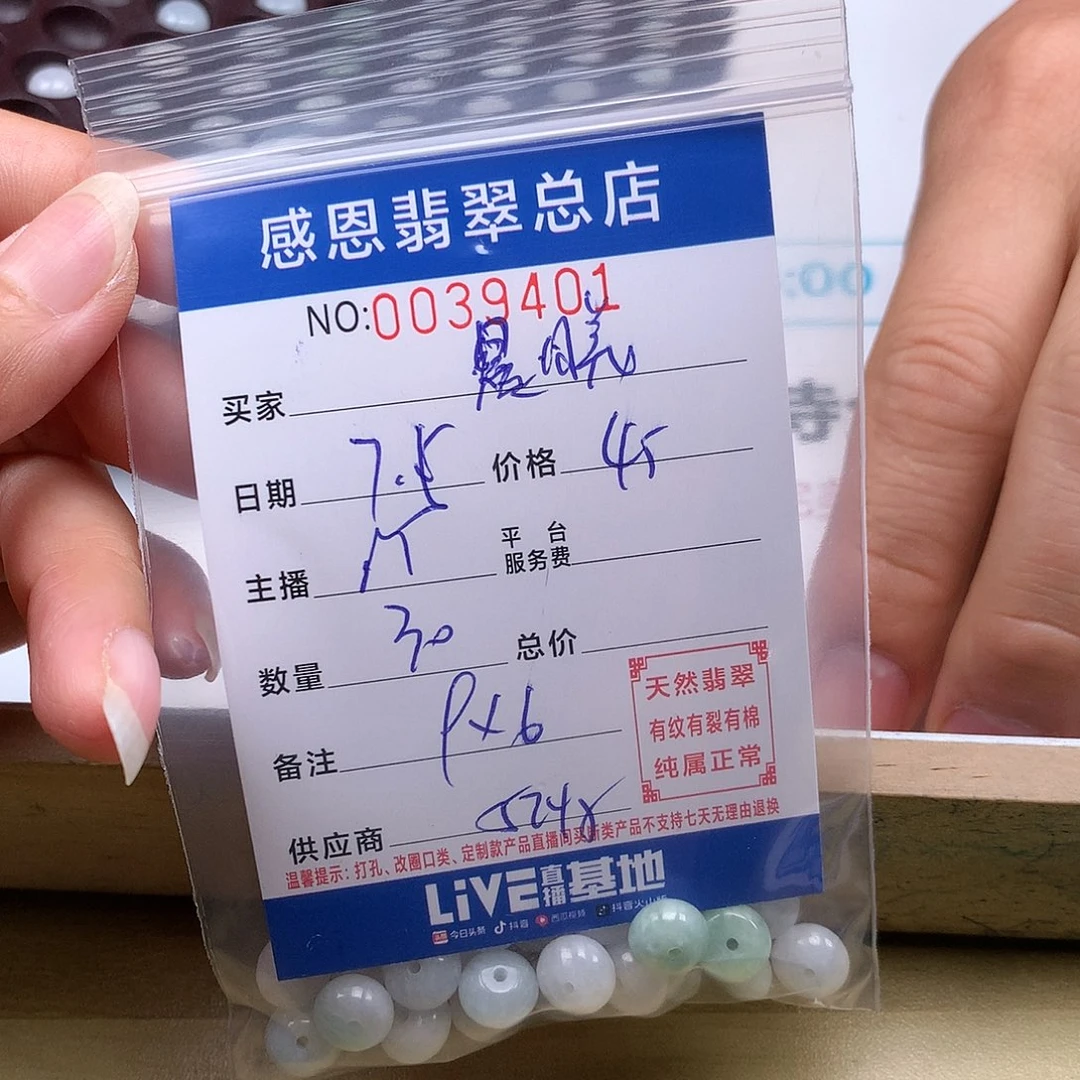 感恩翡翠总店
NO:0039401
买家
日期 7.5 价格 45
主播
平台
服务费
数量 30 总价
备注 PX6
天然翡翠
有纹有裂有棉
纯属正常
供应商
温馨提示:打孔、改圈口类、定制款产品直播间买断类产品不支持七天无理由退换
LiVE直播基地
今日头条 抖音 西瓜视频 抖音火山版
:00
寺